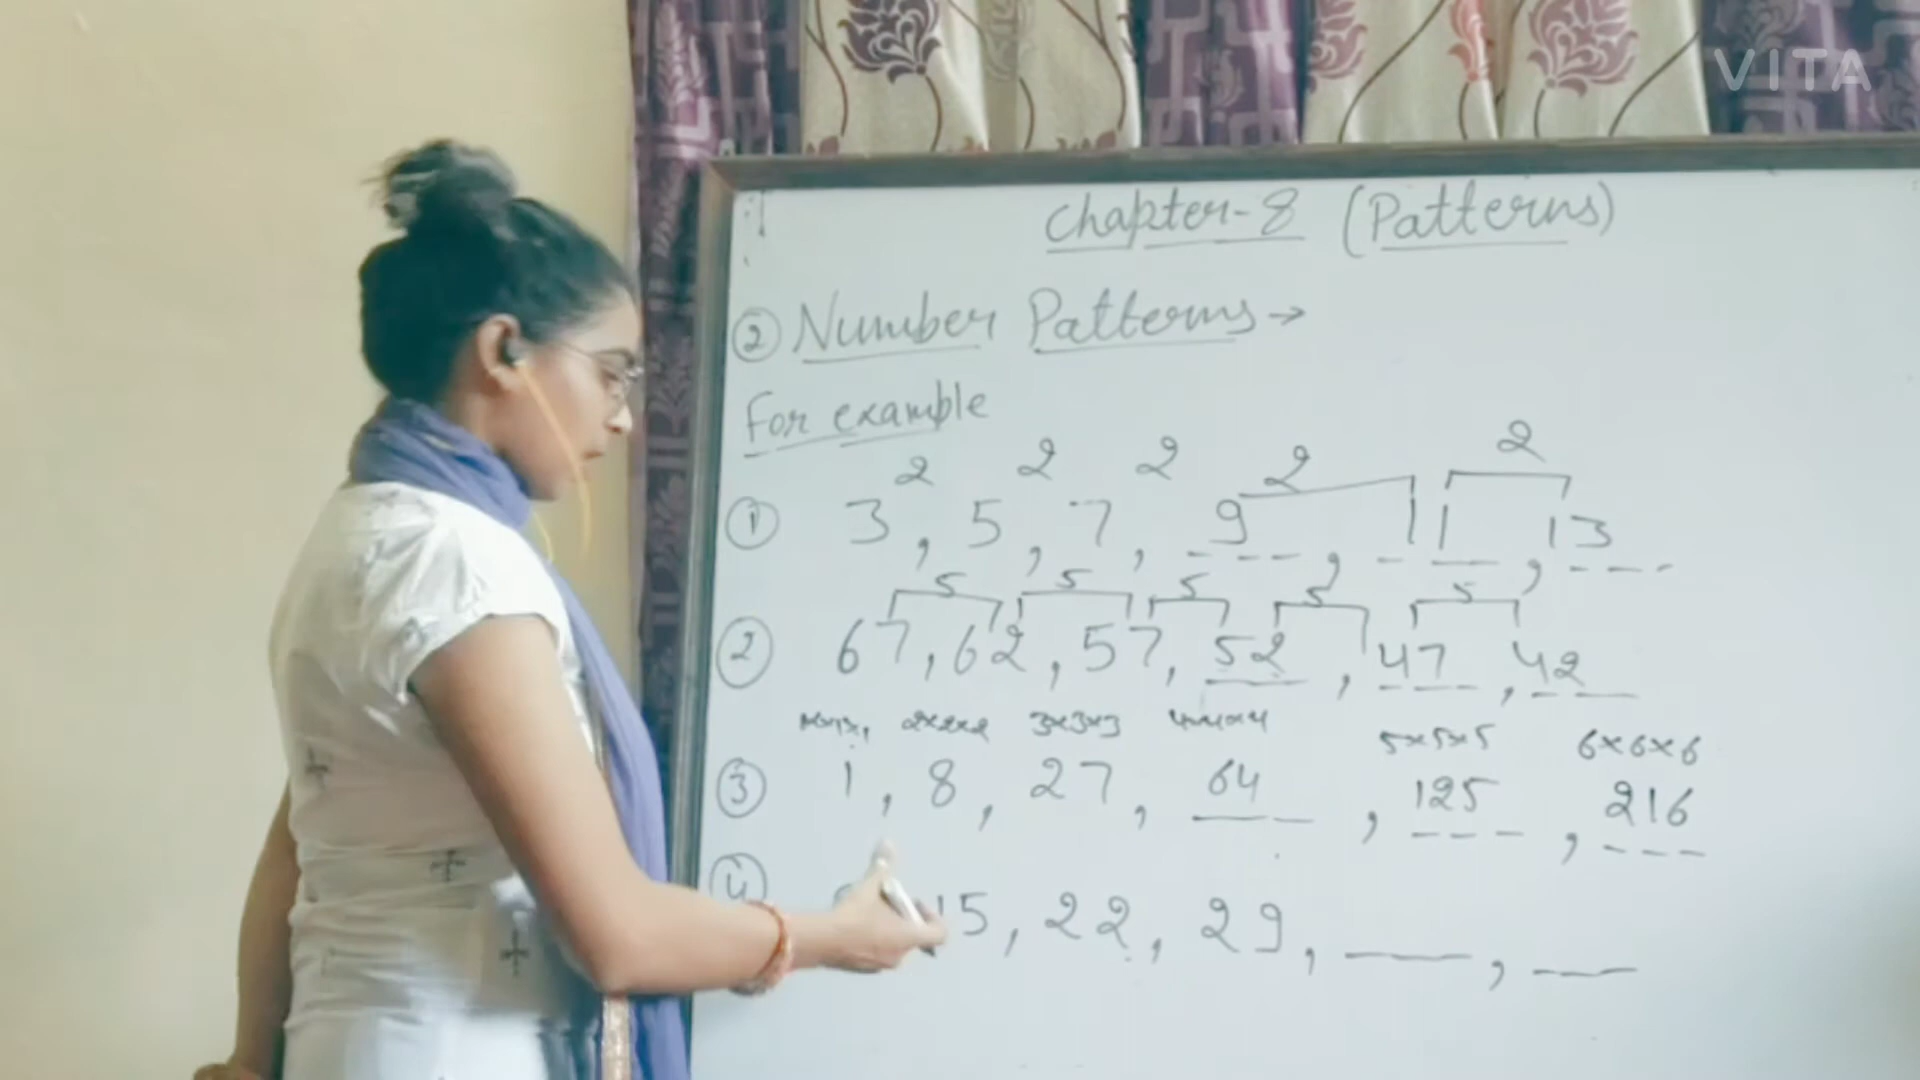 VITA
Chapter-8 (Patterns)
② Number Patterns→
For example
2 2 2 2 2
① 3, 5, 7, 9, 11, 13
5 5 5 5 5
② 67, 62, 57, 52, 47, 42
1x1x1 2x2x2 3x3x3 4x4x4 5x5x5 6x6x6
③ 1, 8, 27, 64, 125, 216
④ 15, 22, 29, ___, ___